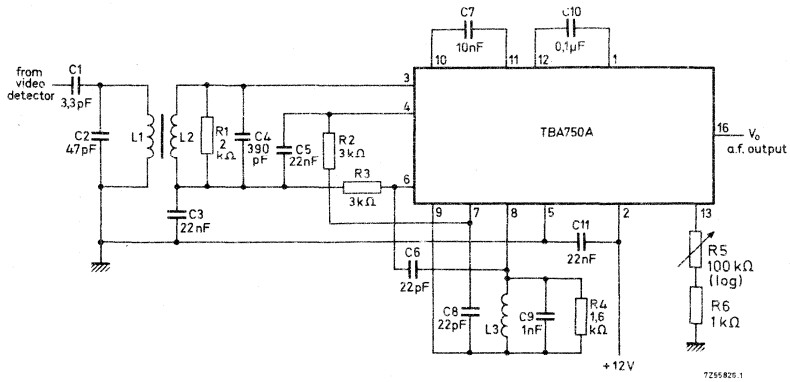 C7
10nF
C10
0,1µF
10
11
12
1
from
video
detector
C1
3,3pF
C2
47pF
L1
L2
R1
2
kΩ
C4
390
pF
C5
22nF
R2
3kΩ
R3
3kΩ
C3
22nF
3
4
6
TBA750A
16
Vo
a.f. output
9
7
8
5
2
13
C6
22pF
C11
22nF
C8
22pF
L3
C9
1nF
R4
1,6
kΩ
R5
100kΩ
(log)
R6
1kΩ
+12V
7Z55826.1